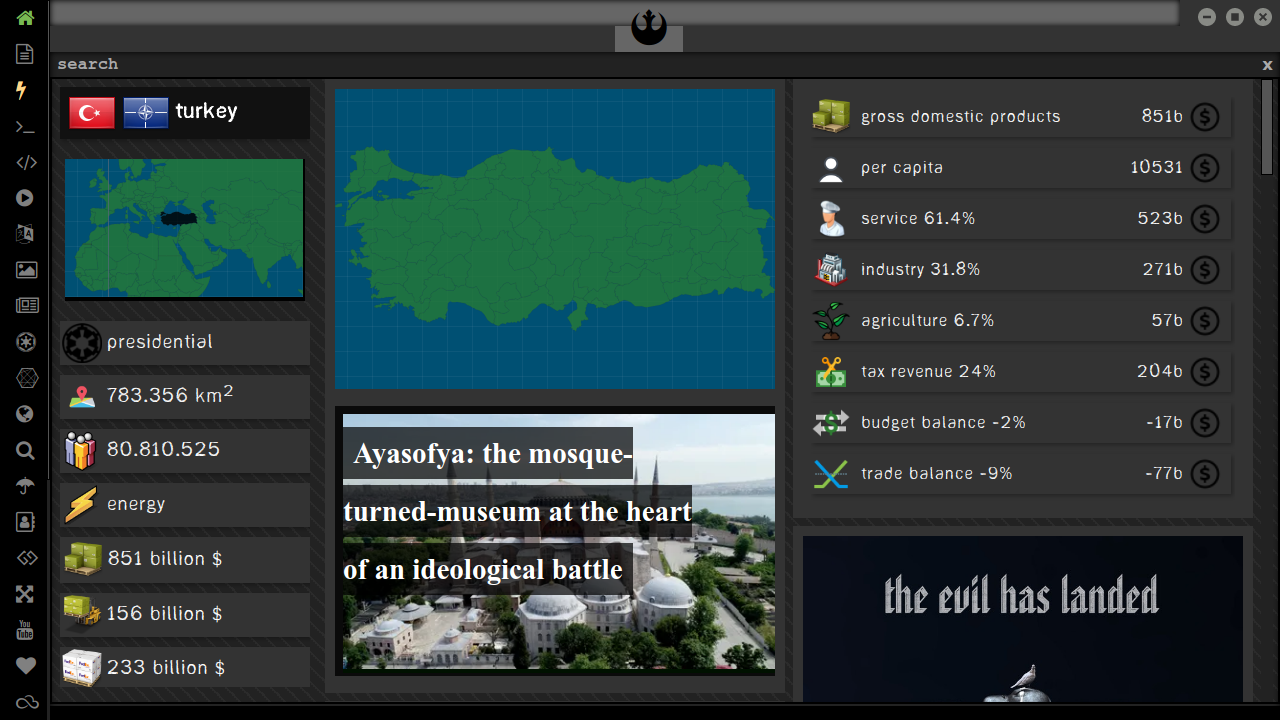 search
x
turkey
presidential
783.356 km²
80.810.525
energy
851 billion $
156 billion $
233 billion $
Ayasofya: the mosque-
turned-museum at the heart
of an ideological battle
gross domestic products 851b
per capita 10531
service 61.4% 523b
industry 31.8% 271b
agriculture 6.7% 57b
tax revenue 24% 204b
budget balance -2% -17b
trade balance -9% -77b
the evil has landed
You
Tube
FedEx
FedEx